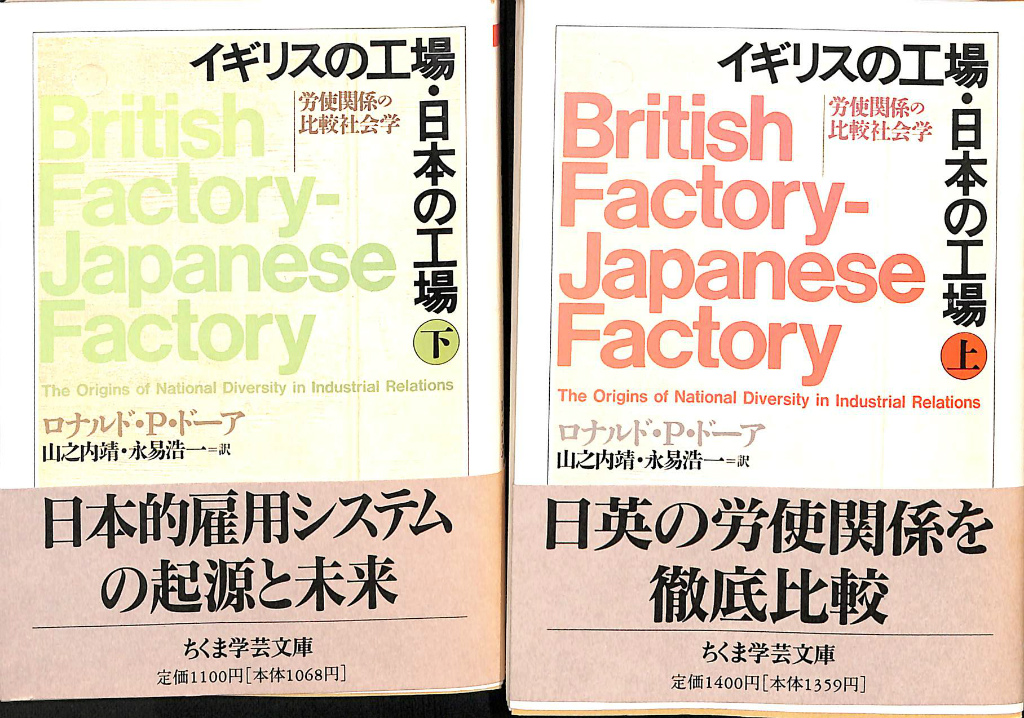 イギリスの工場・日本の工場 下
労使関係の
比較社会学
British
Factory-
Japanese
Factory
The Origins of National Diversity in Industrial Relations
ロナルド・P・ドーア
山之内靖・永易浩一=訳
日本的雇用システム
の起源と未来
ちくま学芸文庫
定価1100円[本体1068円]
イギリスの工場・日本の工場 上
労使関係の
比較社会学
British
Factory-
Japanese
Factory
The Origins of National Diversity in Industrial Relations
ロナルド・P・ドーア
山之内靖・永易浩一=訳
日英の労使関係を
徹底比較
ちくま学芸文庫
定価1400円[本体1359円]